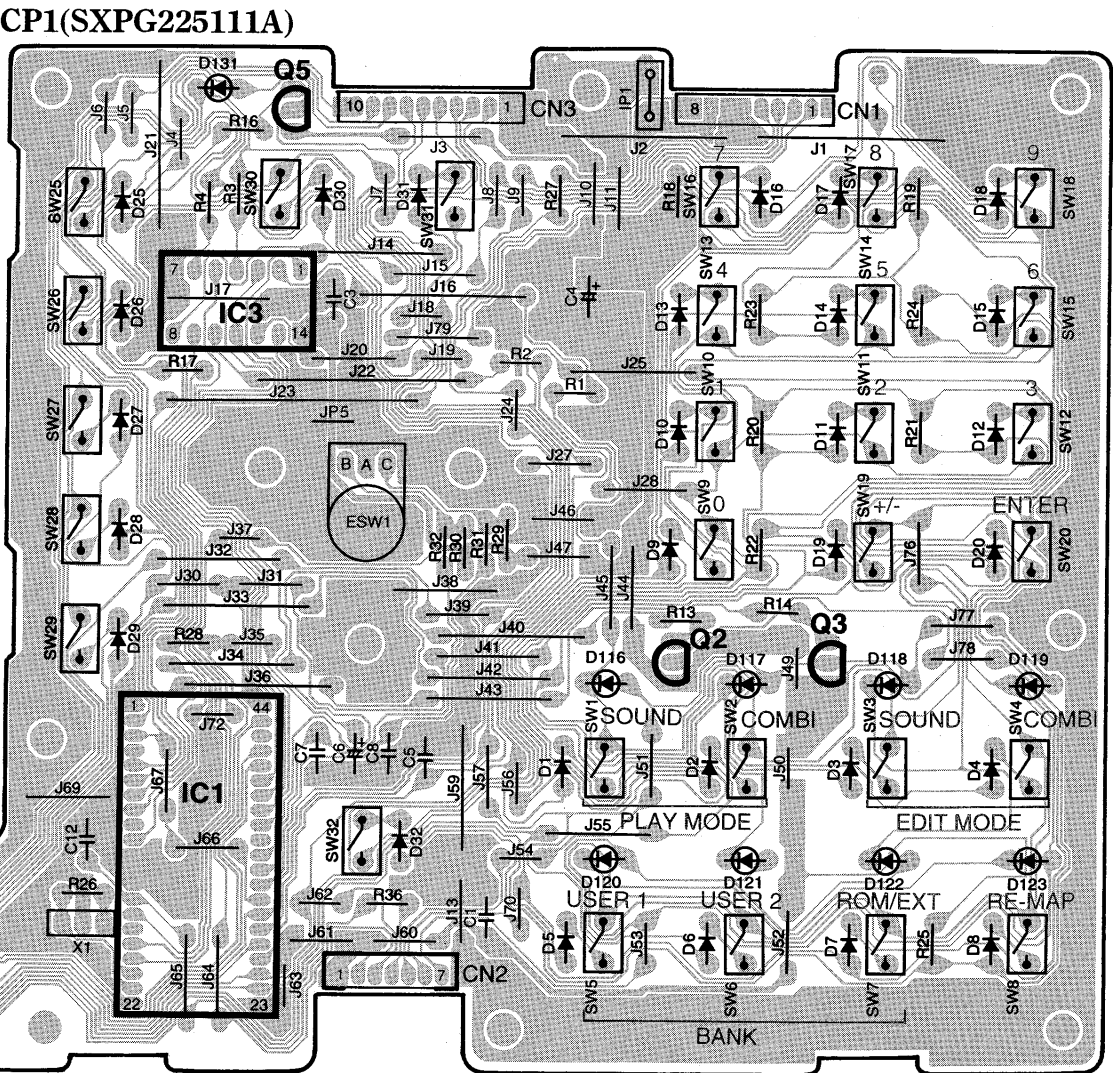 CP1(SXPG225111A)
D131
Q5
10 1 CN3
JP1
8 1 CN1
J6 J5 J21 J4 R16
J3 J2 J1
7 8 9
SW25 D25 R4 R3 SW30 D30 J7 D31 SW31 J8 J9 R27 J10 J11 R18 SW16 D16 D17 SW17 R19 D18 SW18
J14
7 1
J15
J17
J16
IC3
C3
J18
J79
8 14
SW26 D26
C4 +
SW13 4 SW14 5 6
D13 R23 D14 R24 D15 SW15
R17 J20 J19 R2
J22 J25
J23 R1
JP5 J24
SW10 1 SW11 2 3
SW27 D27
D10 R20 D11 R21 D12 SW12
B A C
ESW1
J27
J28
J46
J47
SW9 0 SW19 +/- ENTER
SW28 D28
R32 R30 R31 R29
D9 R22 D19 J76 D20 SW20
J37
J32
J30 J31
J33
J38
J45 J44
J39
R13 R14
J40
SW29 D29
R28 J35
J34
J36
J41
J42
J43
Q2 Q3
J77
J78
D116 D117 J49 D118 D119
1 44
J72
SW1 SOUND SW2 COMBI SW3 SOUND SW4 COMBI
C7 C6 + C8 C5
J69
J67
IC1
J59 J57 J56
D1 J51 D2 J50 D3 D4
PLAY MODE EDIT MODE
C12
J66
SW32 D32
J55
J54
D120 D121 D122 D123
USER 1 USER 2 ROM/EXT RE-MAP
R26
X1
J62 R36
J13 C1 J70
J61 J60
D5 J53 D6 J52 D7 R25 D8
J65 J64 J63
1 7 CN2
22 23
SW5 SW6 SW7 SW8
BANK